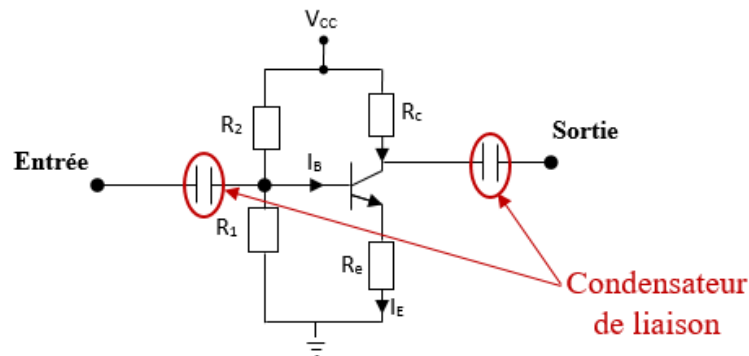 Vcc
R2
Rc
Sortie
Entrée
IB
R1
Re
IE
Condensateur
de liaison